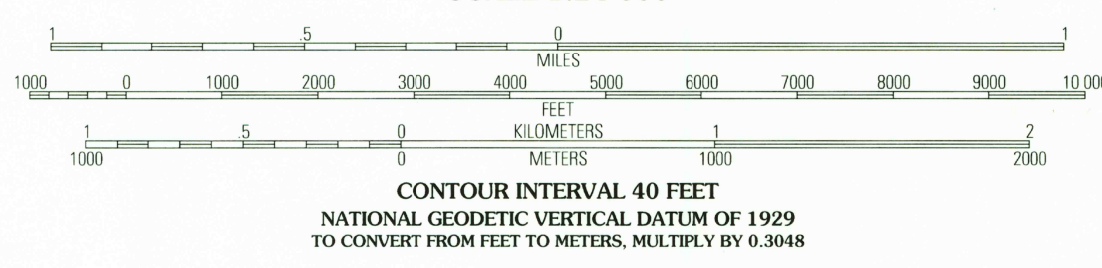 1 .5 0 1
MILES
1000 0 1000 2000 3000 4000 5000 6000 7000 8000 9000 10 000
FEET
1 .5 0 KILOMETERS 1 2
1000 0 METERS 1000 2000
CONTOUR INTERVAL 40 FEET
NATIONAL GEODETIC VERTICAL DATUM OF 1929
TO CONVERT FROM FEET TO METERS, MULTIPLY BY 0.3048